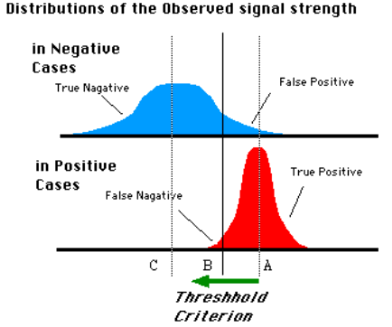 Distributions of the Observed signal strength
in Negative
Cases
True Nagative
False Positive
in Positive
Cases
True Positive
False Nagative
C B A
Threshhold
Criterion